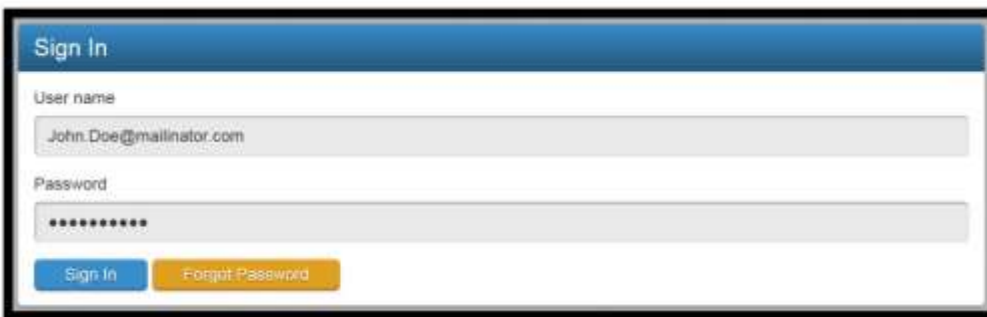 Sign In
User name
John.Doe@mailinator.com
Password
••••••••••
Sign In
Forgot Password